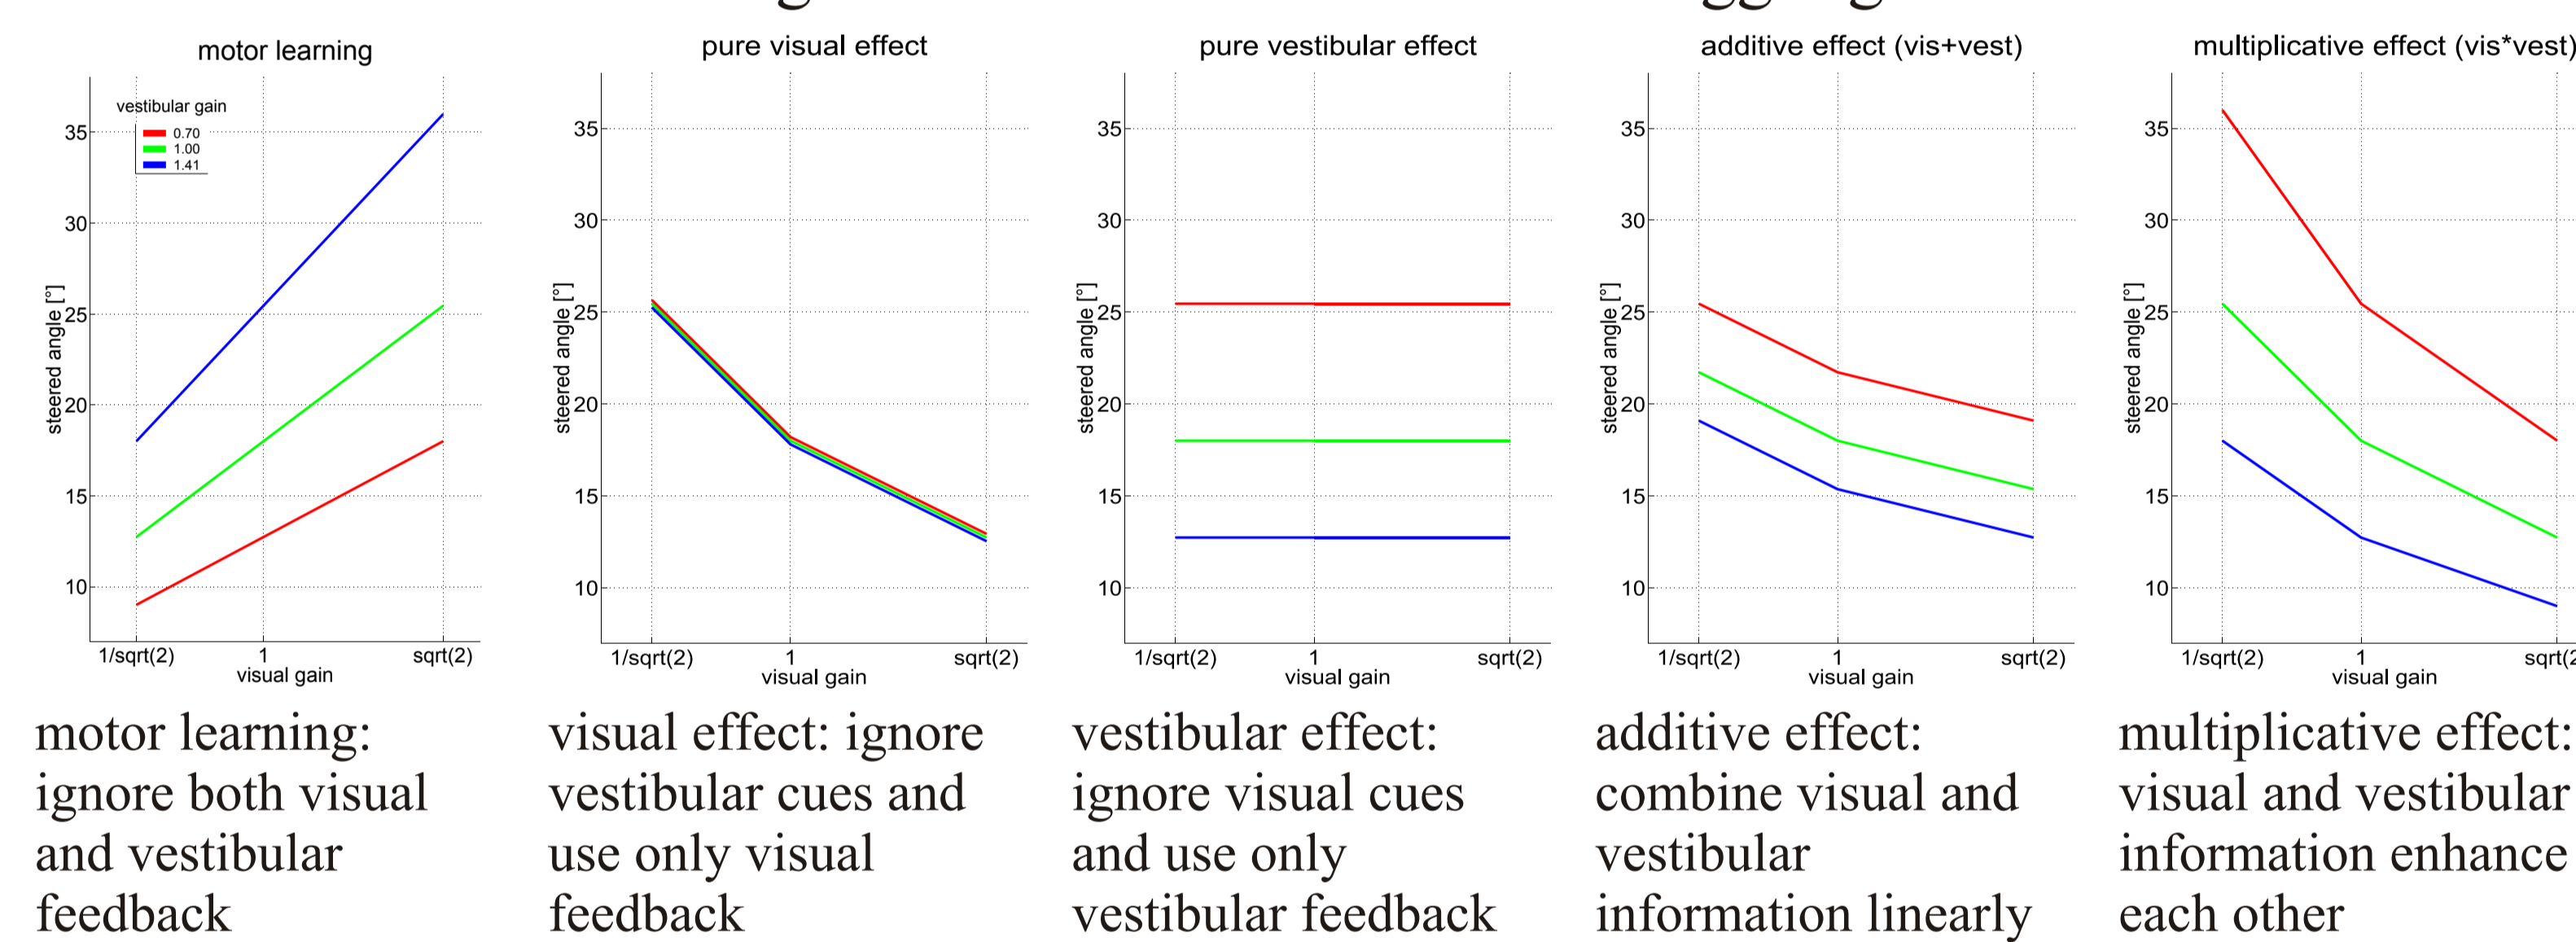 motor learning
vestibular gain
0.70
1.00
1.41
35
30
25
20
15
10
steered angle [°]
1/sqrt(2) 1 sqrt(2)
visual gain
pure visual effect
35
30
25
20
15
10
steered angle [°]
1/sqrt(2) 1 sqrt(2)
visual gain
pure vestibular effect
35
30
25
20
15
10
steered angle [°]
1/sqrt(2) 1 sqrt(2)
visual gain
additive effect (vis+vest)
35
30
25
20
15
10
steered angle [°]
1/sqrt(2) 1 sqrt(2)
visual gain
multiplicative effect (vis*vest)
35
30
25
20
15
10
steered angle [°]
1/sqrt(2) 1 sqrt(2
visual gain
motor learning:
ignore both visual
and vestibular
feedback
visual effect: ignore
vestibular cues and
use only visual
feedback
vestibular effect:
ignore visual cues
and use only
vestibular feedback
additive effect:
combine visual and
vestibular
information linearly
multiplicative effect:
visual and vestibular
information enhance
each other